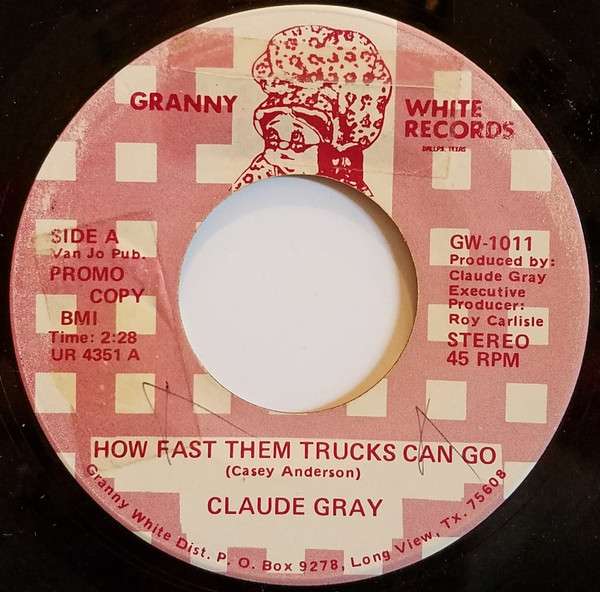 GRANNY WHITE
RECORDS
DALLAS, TEXAS
SIDE A
Van Jo Pub.
PROMO
COPY
BMI
Time: 2:28
UR 4351 A
GW-1011
Produced by:
Claude Gray
Executive
Producer:
Roy Carlisle
STEREO
45 RPM
HOW FAST THEM TRUCKS CAN GO
(Casey Anderson)
CLAUDE GRAY
Granny White Dist. P. O. Box 9278, Long View, Tx. 75608